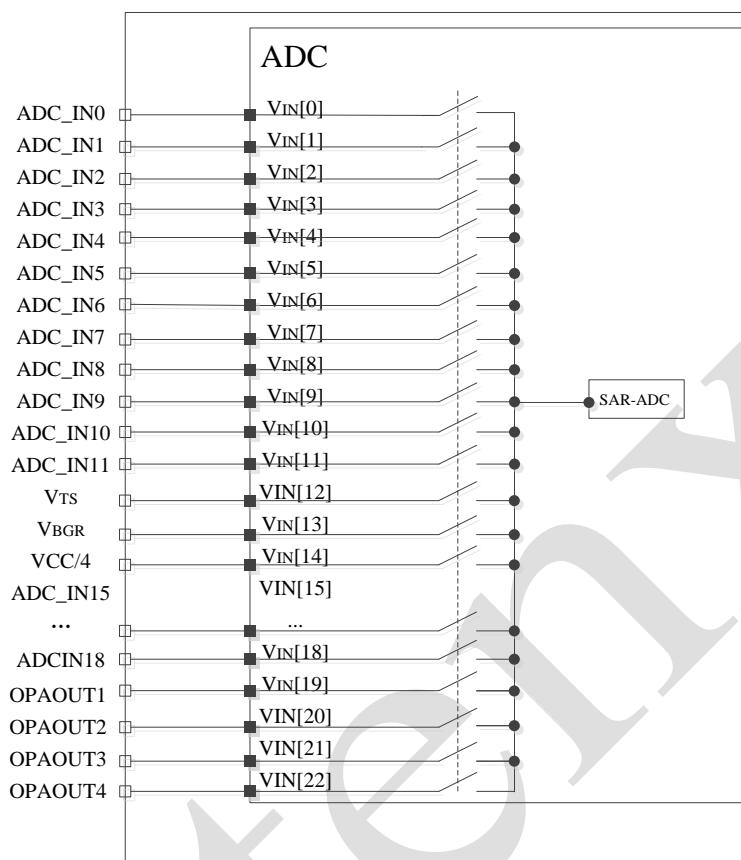 ADC
ADC_IN0 VIN[0]
ADC_IN1 VIN[1]
ADC_IN2 VIN[2]
ADC_IN3 VIN[3]
ADC_IN4 VIN[4]
ADC_IN5 VIN[5]
ADC_IN6 VIN[6]
ADC_IN7 VIN[7]
ADC_IN8 VIN[8]
ADC_IN9 VIN[9] SAR-ADC
ADC_IN10 VIN[10]
ADC_IN11 VIN[11]
VTS VIN[12]
VBGR VIN[13]
VCC/4 VIN[14]
ADC_IN15 VIN[15]
... ...
ADCIN18 VIN[18]
OPAOUT1 VIN[19]
OPAOUT2 VIN[20]
OPAOUT3 VIN[21]
OPAOUT4 VIN[22]